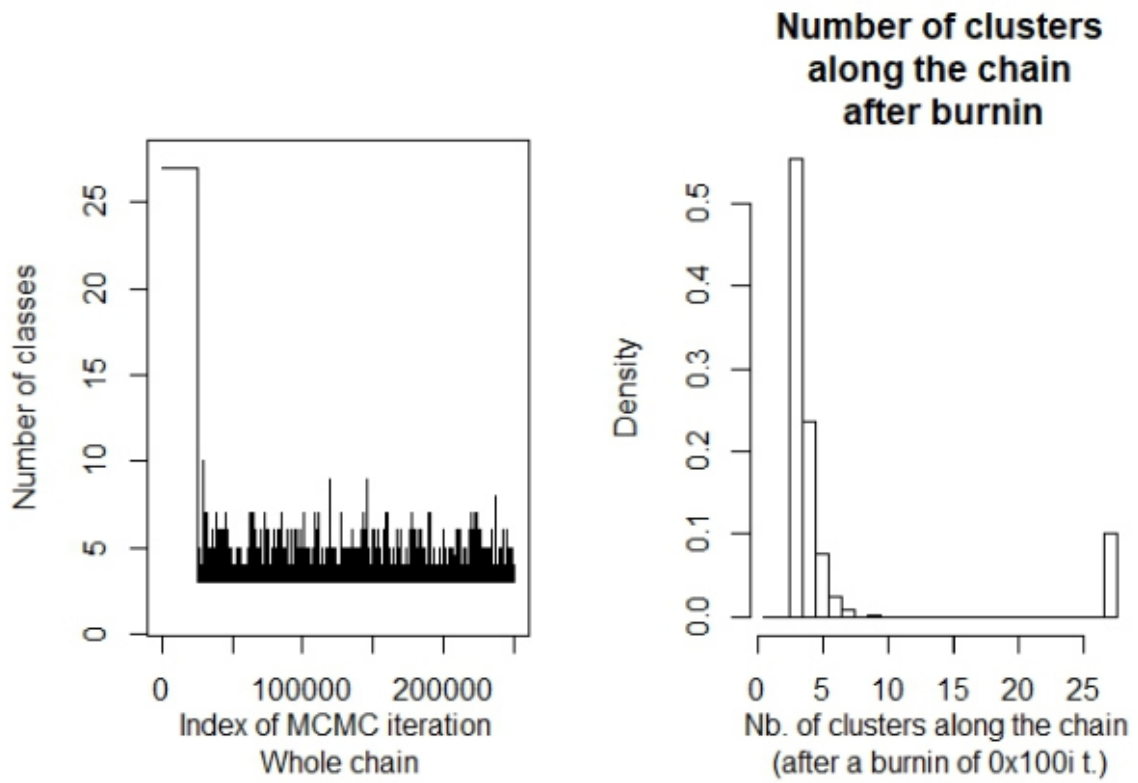 Number of classes
0
5
10
15
20
25
0
100000
200000
Index of MCMC iteration
Whole chain
Number of clusters
along the chain
after burnin
Density
0.0
0.1
0.2
0.3
0.4
0.5
0
5
10
15
20
25
Nb. of clusters along the chain
(after a burnin of 0x100i t.)